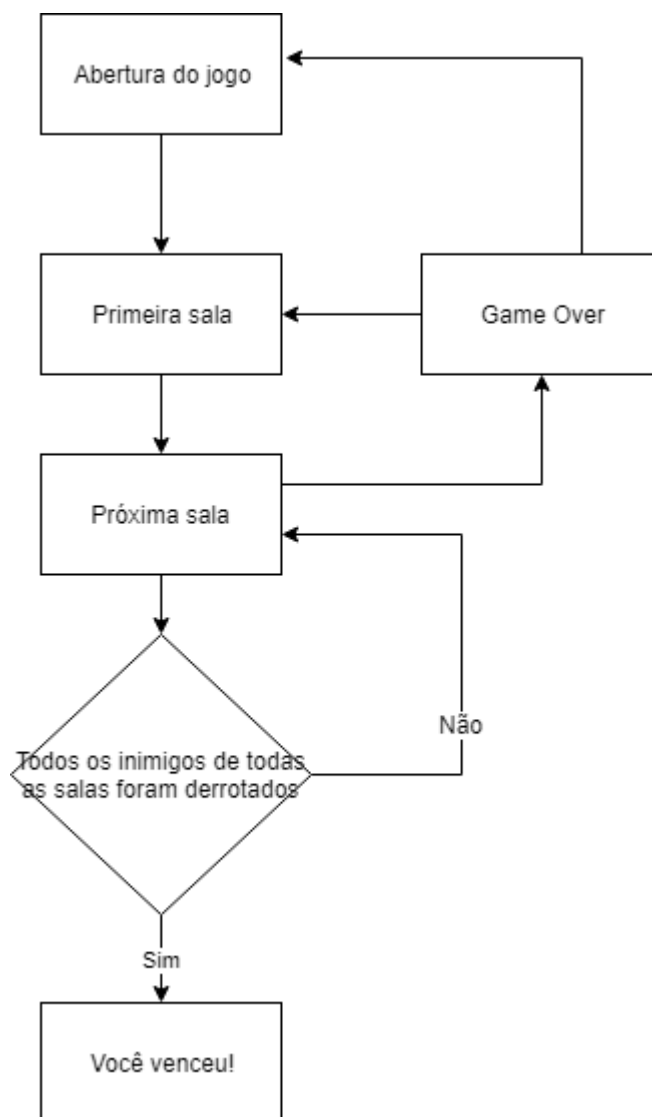 Abertura do jogo
Primeira sala
Game Over
Próxima sala
Não
Todos os inimigos de todas
as salas foram derrotados
Sim
Você venceu!